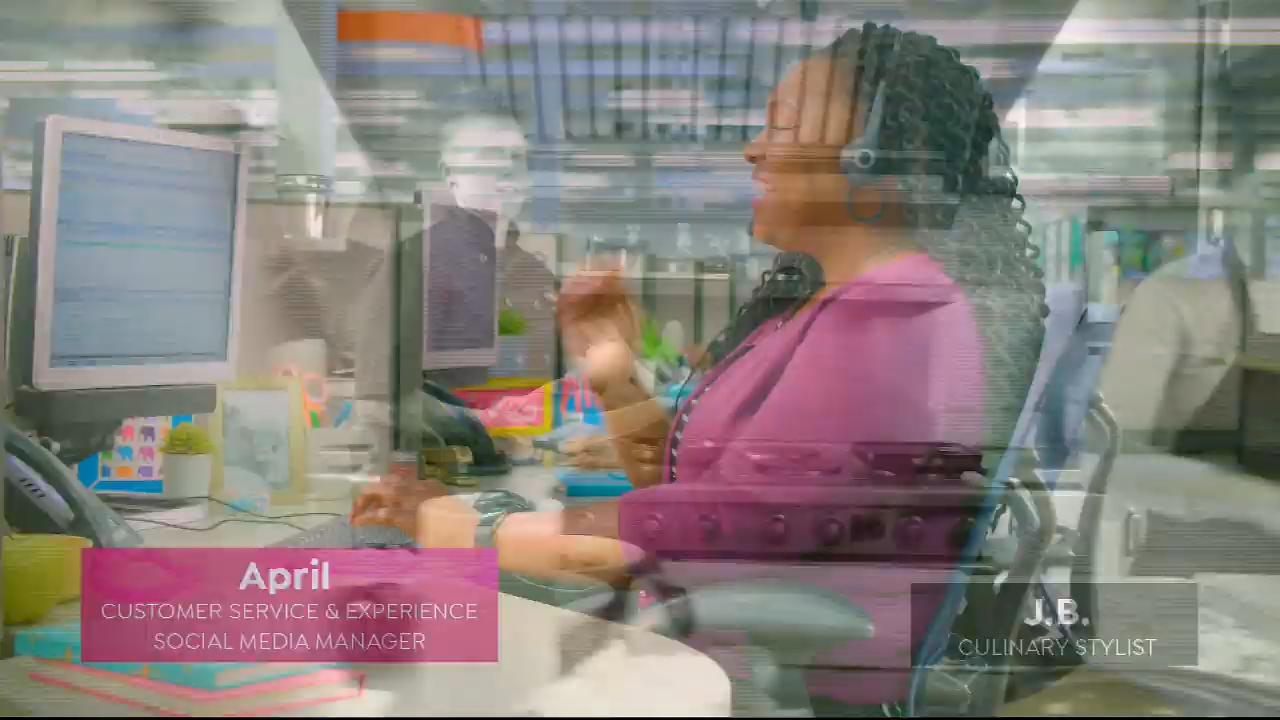 April
CUSTOMER SERVICE & EXPERIENCE
SOCIAL MEDIA MANAGER
J.B.
CULINARY STYLIST